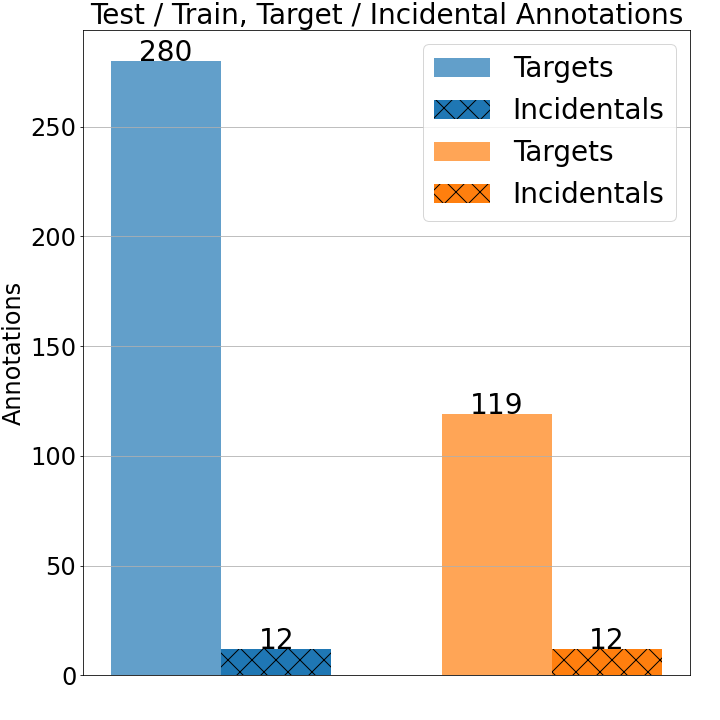 Test / Train, Target / Incidental Annotations
280
Targets
Incidentals
Targets
Incidentals
250
200
150
119
100
50
12
12
0
Annotations